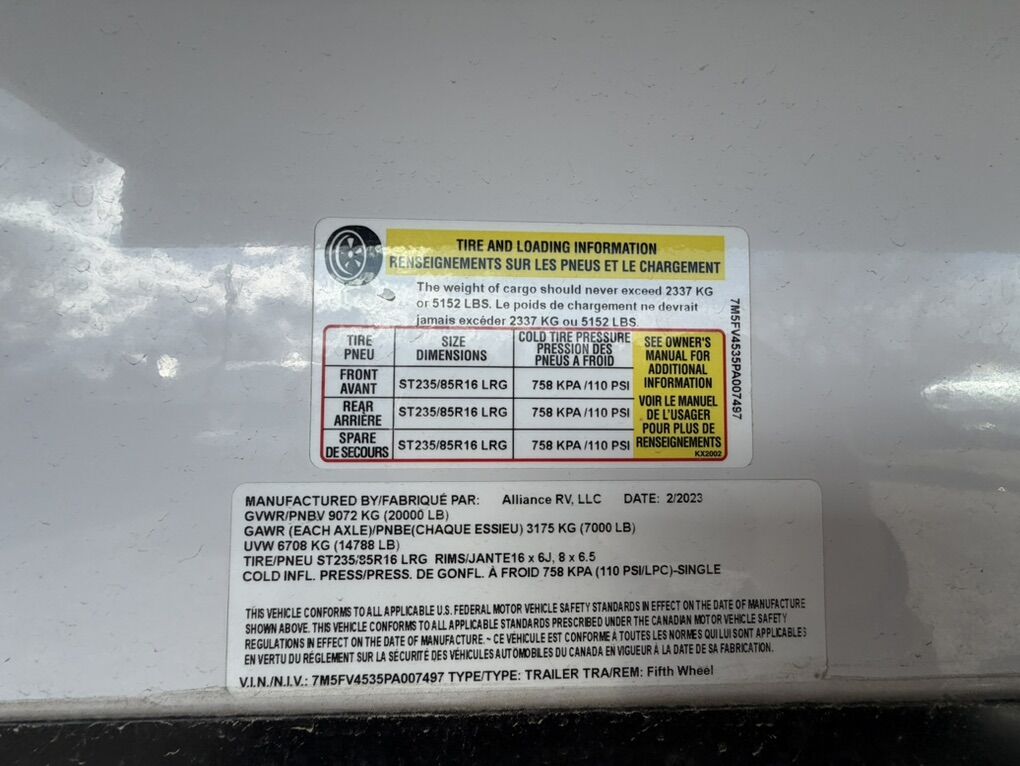 TIRE AND LOADING INFORMATION
RENSEIGNEMENTS SUR LES PNEUS ET LE CHARGEMENT
The weight of cargo should never exceed 2337 KG
or 5152 LBS. Le poids de chargement ne devrait
jamais excéder 2337 KG ou 5152 LBS.
TIRE PNEU SIZE DIMENSIONS COLD TIRE PRESSURE PRESSION DES PNEUS A FROID
FRONT AVANT ST235/85R16 LRG 758 KPA /110 PSI
REAR ARRIÈRE ST235/85R16 LRG 758 KPA /110 PSI
SPARE DE SECOURS ST235/85R16 LRG 758 KPA /110 PSI
SEE OWNER'S
MANUAL FOR
ADDITIONAL
INFORMATION
VOIR LE MANUEL
DE L'USAGER
POUR PLUS DE
RENSEIGNEMENTS
KX2002
7M5FV4535PA007497
MANUFACTURED BY/FABRIQUÉ PAR: Alliance RV, LLC DATE: 2/2023
GVWR/PNBV 9072 KG (20000 LB)
GAWR (EACH AXLE)/PNBE(CHAQUE ESSIEU) 3175 KG (7000 LB)
UVW 6708 KG (14788 LB)
TIRE/PNEU ST235/85R16 LRG RIMS/JANTE16 x 6J, 8 x 6.5
COLD INFL. PRESS/PRESS. DE GONFL. À FROID 758 KPA (110 PSI/LPC)-SINGLE
THIS VEHICLE CONFORMS TO ALL APPLICABLE U.S. FEDERAL MOTOR VEHICLE SAFETY STANDARDS IN EFFECT ON THE DATE OF MANUFACTURE
SHOWN ABOVE. THIS VEHICLE CONFORMS TO ALL APPLICABLE STANDARDS PRESCRIBED UNDER THE CANADIAN MOTOR VEHICLE SAFETY
REGULATIONS IN EFFECT ON THE DATE OF MANUFACTURE. ~ CE VÉHICULE EST CONFORME À TOUTES LES NORMES QUI LUI SONT APPLICABLES
EN VERTU DU RÉGLEMENT SUR LA SÉCURITÉ DES VÉHICULES AUTOMOBILES DU CANADA EN VIGUEUR À LA DATE DE SA FABRICATION.
V.I.N./N.I.V.: 7M5FV4535PA007497 TYPE/TYPE: TRAILER TRA/REM: Fifth Wheel